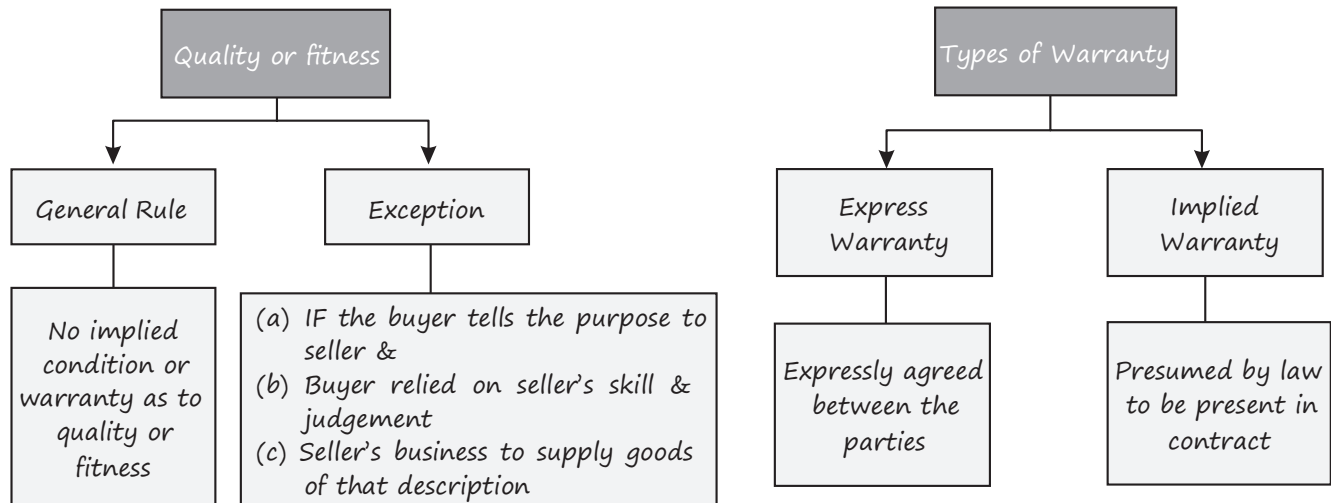 Quality or fitness
General Rule
Exception
No implied
condition or
warranty as to
quality or
fitness
(a) IF the buyer tells the purpose to
seller &
(b) Buyer relied on seller's skill &
judgement
(c) Seller's business to supply goods
of that description
Types of Warranty
Express
Warranty
Implied
Warranty
Expressly agreed
between the
parties
Presumed by law
to be present in
contract